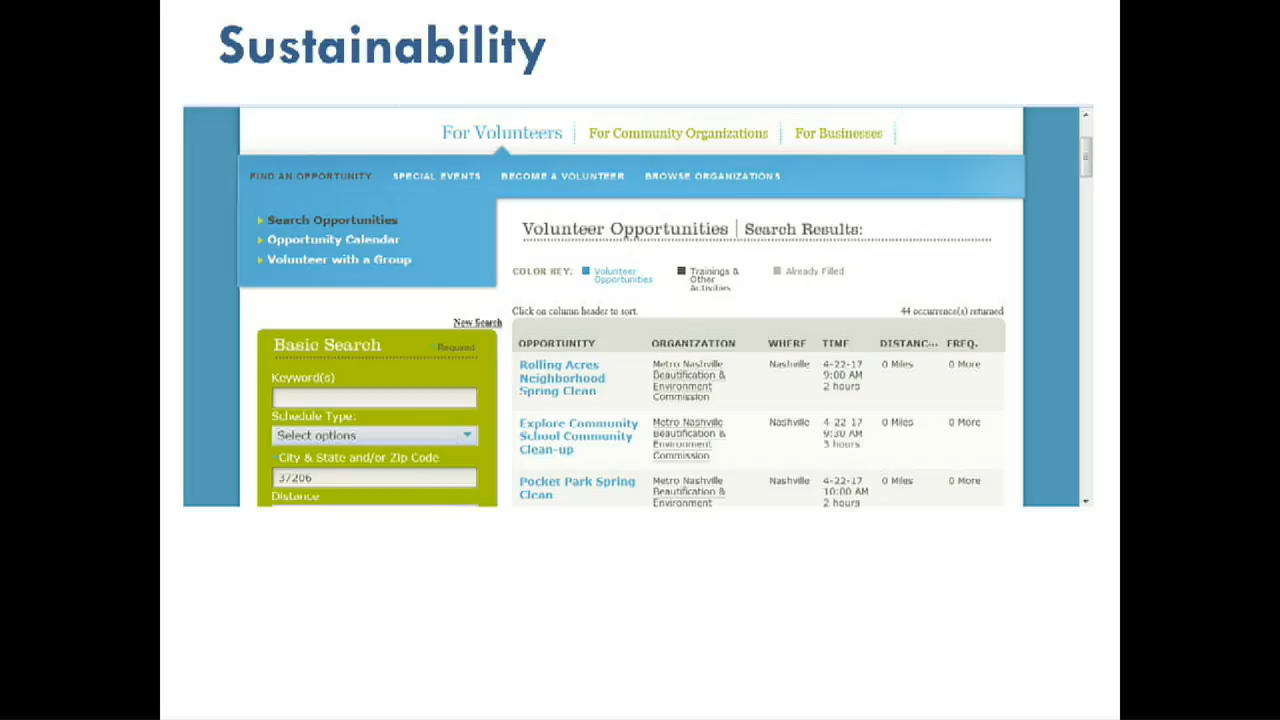 Sustainability
For Volunteers
For Community Organizations
For Businesses
FIND AN OPPORTUNITY
SPECIAL EVENTS
BECOME A VOLUNTEER
BROWSE ORGANIZATIONS
Search Opportunities
Opportunity Calendar
Volunteer with a Group
Volunteer Opportunities | Search Results:
COLOR KEY:
Volunteer
Opportunities
Trainings &
Other
Activities
Already Filled
Click on column header to sort.
44 occurrence(s) returned
New Search
Basic Search
Required
Keyword(s)
Schedule Type:
Select options
City & State and/or Zip Code
37206
Distance
OPPORTUNITY ORGANIZATION WHERE TIME DISTANC... FREQ.
Rolling Acres
Neighborhood
Spring Clean
Metro Nashville
Beautification &
Environment
Commission
Nashville
4-22-17
9:00 AM
2 hours
0 Miles
0 More
Explore Community
School Community
Clean-up
Metro Nashville
Beautification &
Environment
Commission
Nashville
4-22-17
9:30 AM
3 hours
0 Miles
0 More
Pocket Park Spring
Clean
Metro Nashville
Beautification &
Environment
Nashville
4-22-17
10:00 AM
2 hours
0 Miles
0 More